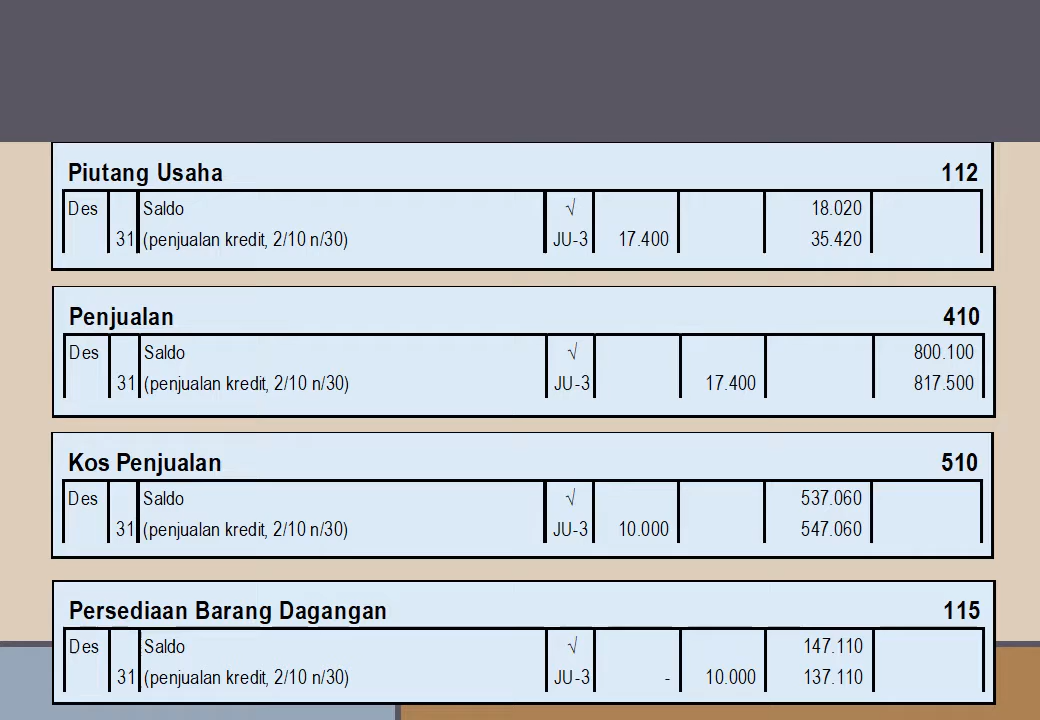 Piutang Usaha 112
Des Saldo √ 18.020
31 (penjualan kredit, 2/10 n/30) JU-3 17.400 35.420
Penjualan 410
Des Saldo √ 800.100
31 (penjualan kredit, 2/10 n/30) JU-3 17.400 817.500
Kos Penjualan 510
Des Saldo √ 537.060
31 (penjualan kredit, 2/10 n/30) JU-3 10.000 547.060
Persediaan Barang Dagangan 115
Des Saldo √ 147.110
31 (penjualan kredit, 2/10 n/30) JU-3 - 10.000 137.110